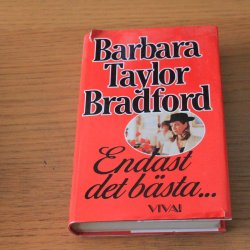 Barbara
Taylor
Bradford
Endast
det bästa...
VIVA!